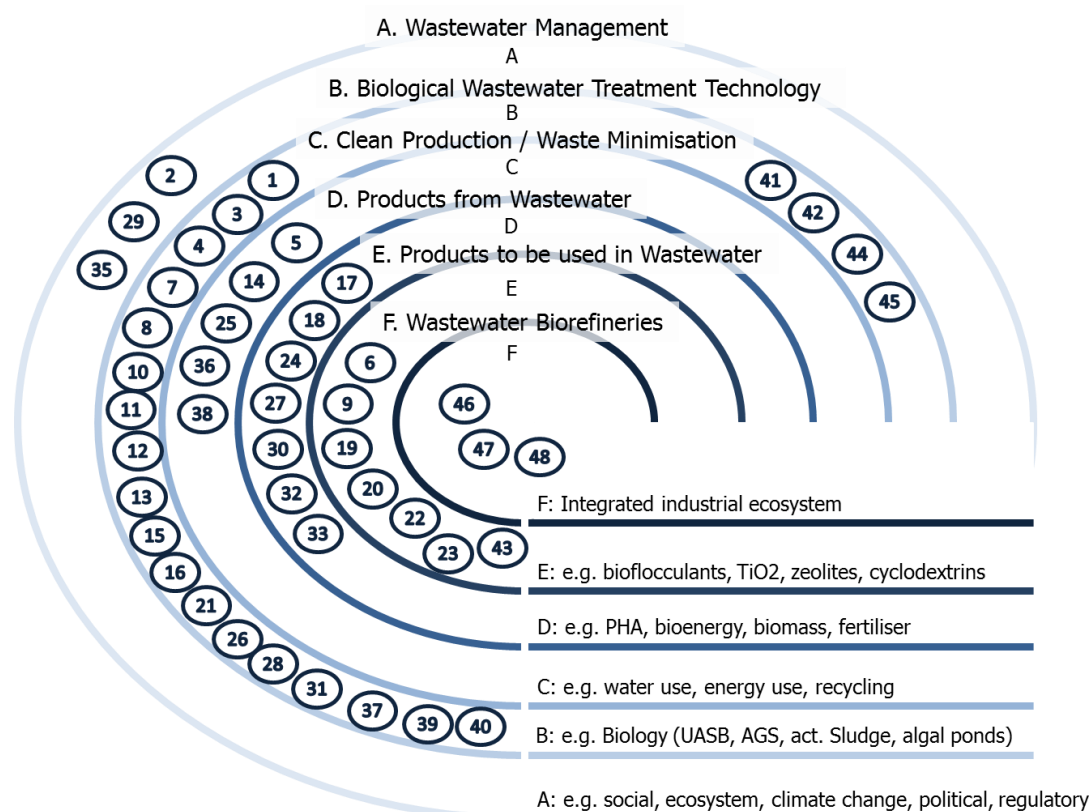 A. Wastewater Management
A
B. Biological Wastewater Treatment Technology
B
C. Clean Production / Waste Minimisation
C
D. Products from Wastewater
D
E. Products to be used in Wastewater
E
F. Wastewater Biorefineries
F
2
29
35
1
3
4
7
8
10
11
12
13
15
16
21
26
28
31
37
39
40
41
42
44
45
5
14
25
36
38
17
18
24
27
30
32
33
6
9
19
20
22
23
43
46
47
48
F: Integrated industrial ecosystem
E: e.g. bioflocculants, TiO2, zeolites, cyclodextrins
D: e.g. PHA, bioenergy, biomass, fertiliser
C: e.g. water use, energy use, recycling
B: e.g. Biology (UASB, AGS, act. Sludge, algal ponds)
A: e.g. social, ecosystem, climate change, political, regulatory